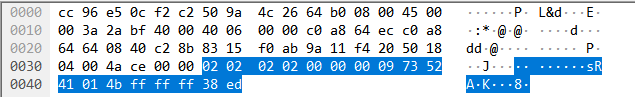 0000 cc 96 e5 0c f2 c2 50 9a 4c 26 64 b0 08 00 45 00 ······P· L&d···E·
0010 00 3a 2a bf 40 00 40 06 00 00 c0 a8 64 ec c0 a8 ·:*·@·@· ····d···
0020 64 64 08 40 c2 8b 83 15 f0 ab 9a 11 f4 20 50 18 dd·@···· ····· P·
0030 04 00 4a ce 00 00 02 02 02 02 00 00 00 09 73 52 ··J····· ······sR
0040 41 01 4b ff ff ff 38 ed A·K···8·